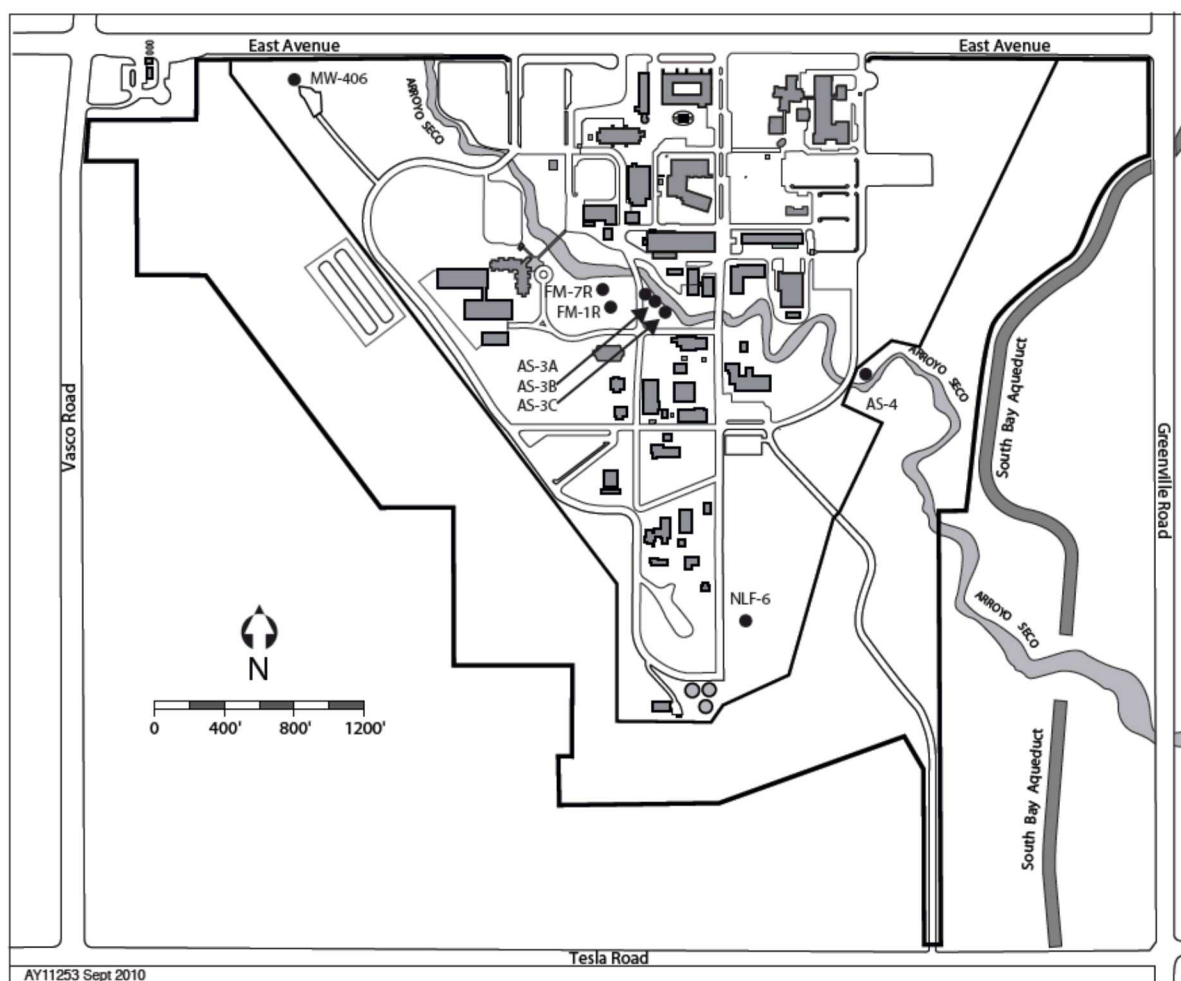 East Avenue
East Avenue
MW-406
ARROYO SECO
FM-7R
FM-1R
AS-3A
AS-3B
AS-3C
ARROYO SECO
AS-4
South Bay Aqueduct
Vasco Road
Greenville Road
NLF-6
ARROYO SECO
N
0 400' 800' 1200'
South Bay Aqueduct
Tesla Road
AY11253 Sept 2010